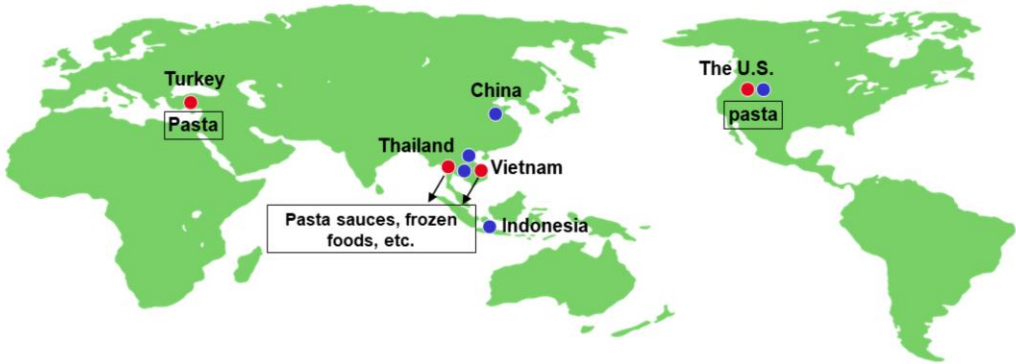 Turkey
Pasta
China
Thailand
Vietnam
Pasta sauces, frozen
foods, etc.
Indonesia
The U.S.
pasta